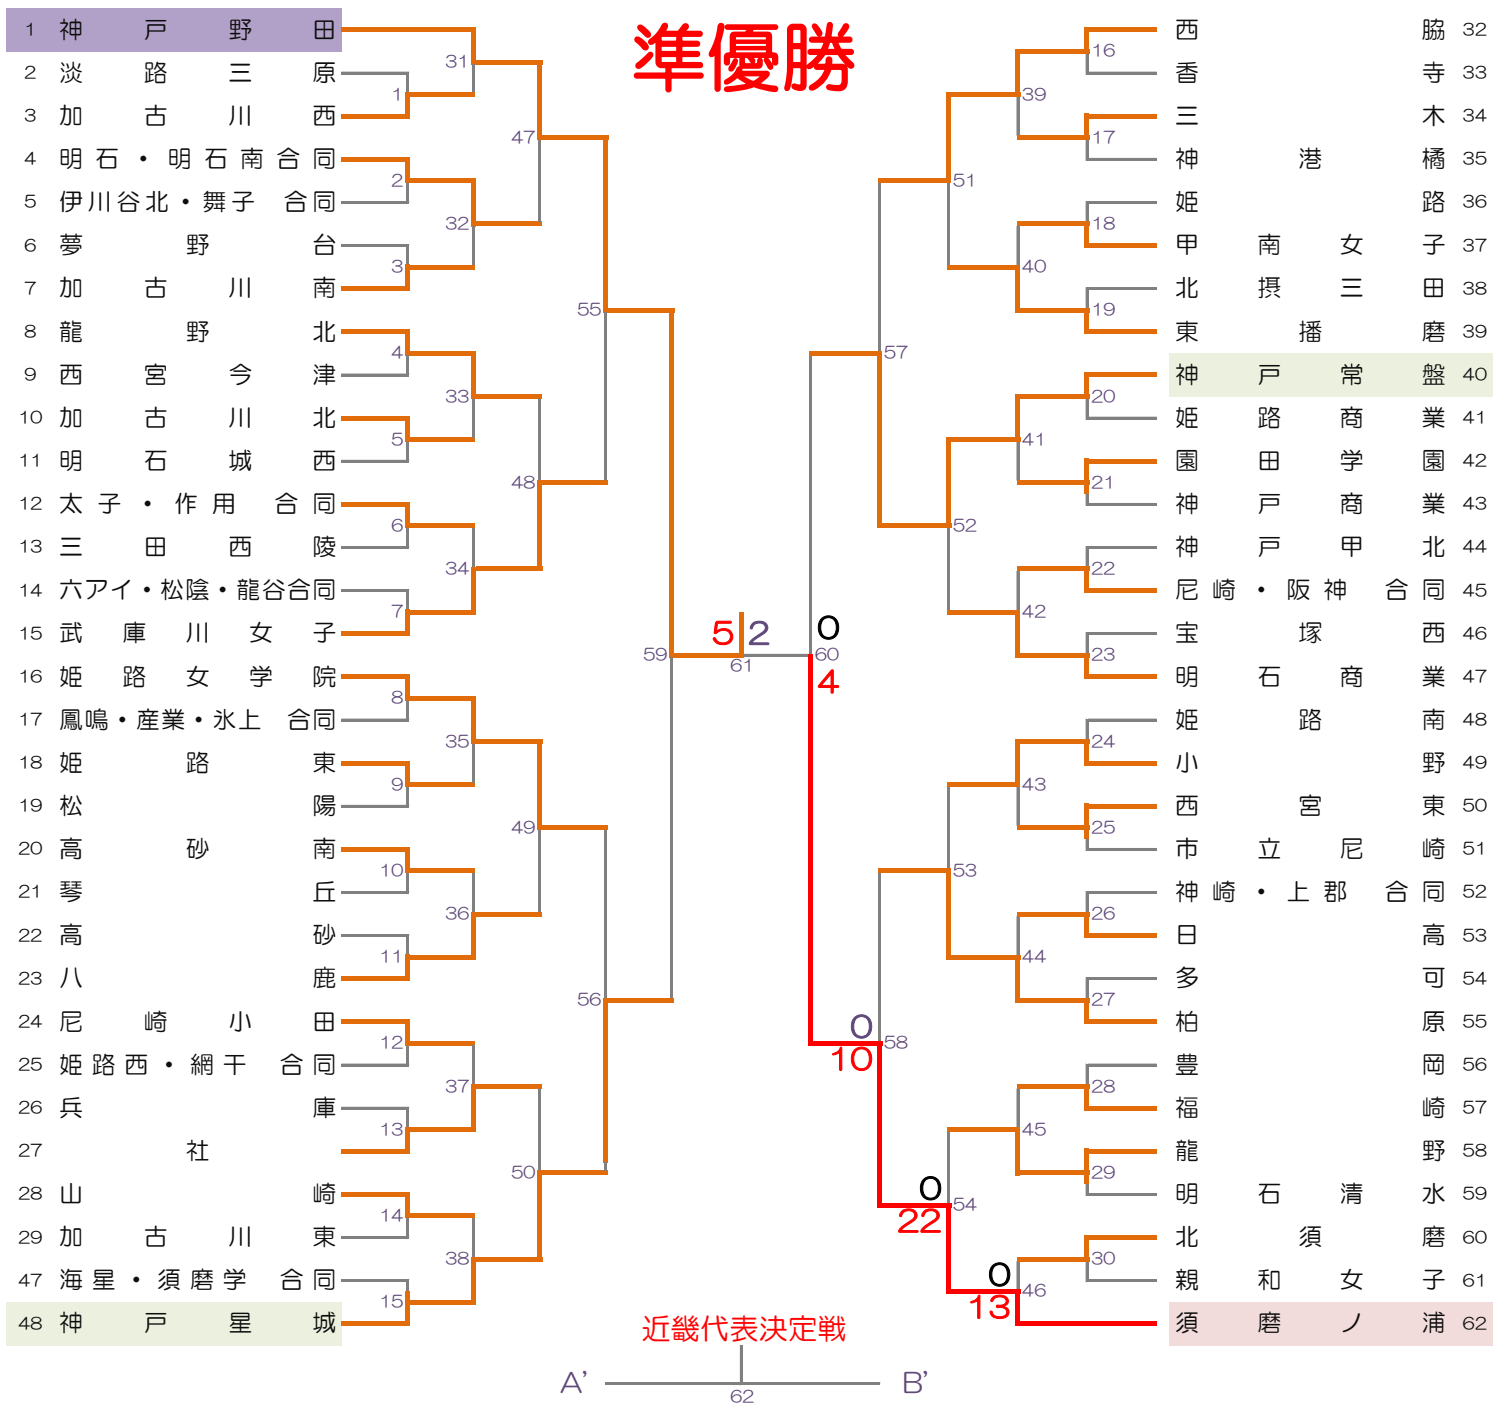 準優勝
1 神戸野田
2 淡路三原
3 加古川西
4 明石・明石南合同
5 伊川谷北・舞子 合同
6 夢野台
7 加古川南
8 龍野北
9 西宮今津
10 加古川北
11 明石城西
12 太子・佐用 合同
13 三田西陵
14 六アイ・松陰・龍谷合同
15 武庫川女子
16 姫路女学院
17 鳳鳴・産業・氷上 合同
18 姫路東
19 松陽
20 高砂南
21 琴丘
22 高砂
23 八鹿
24 尼崎小田
25 姫路西・網干 合同
26 兵庫
27 社
28 山崎
29 加古川東
47 海星・須磨学 合同
48 神戸星城
1
2
3
4
5
6
7
8
9
10
11
12
13
14
15
31
32
33
34
35
36
37
38
47
48
49
50
55
56
59
5 2
61
0
60
4
0
10 58
0
22 54
0
13 46
57
51
52
53
39
40
41
42
43
44
45
16
17
18
19
20
21
22
23
24
25
26
27
28
29
30
西脇 32
香寺 33
三木 34
神港橘 35
姫路 36
甲南女子 37
北摂三田 38
東播磨 39
神戸常盤 40
姫路商業 41
園田学園 42
神戸商業 43
神戸甲北 44
尼崎・阪神 合同 45
宝塚西 46
明石商業 47
姫路南 48
小野 49
西宮東 50
市立尼崎 51
神崎・上郡 合同 52
日高 53
多可 54
柏原 55
豊岡 56
福崎 57
龍野 58
明石清水 59
北須磨 60
親和女子 61
須磨ノ浦 62
近畿代表決定戦
A’ B’
62